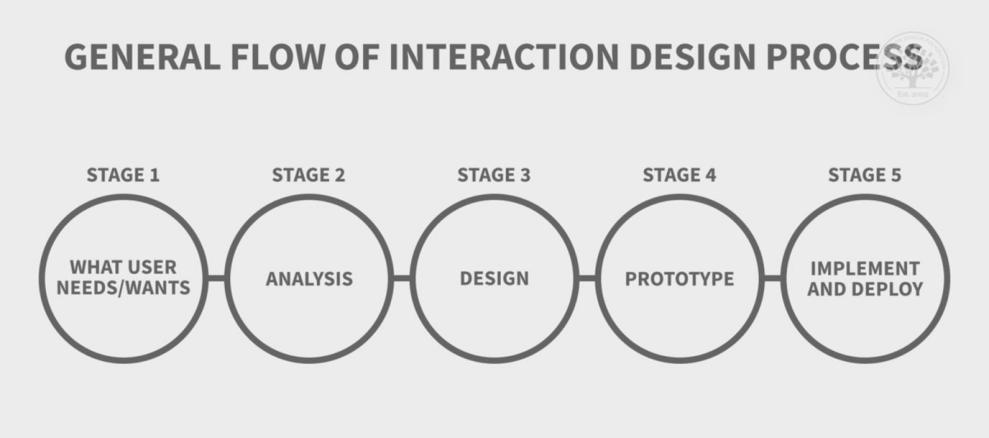 GENERAL FLOW OF INTERACTION DESIGN PROCESS
STAGE 1
STAGE 2
STAGE 3
STAGE 4
STAGE 5
WHAT USER
NEEDS/WANTS
ANALYSIS
DESIGN
PROTOTYPE
IMPLEMENT
AND DEPLOY